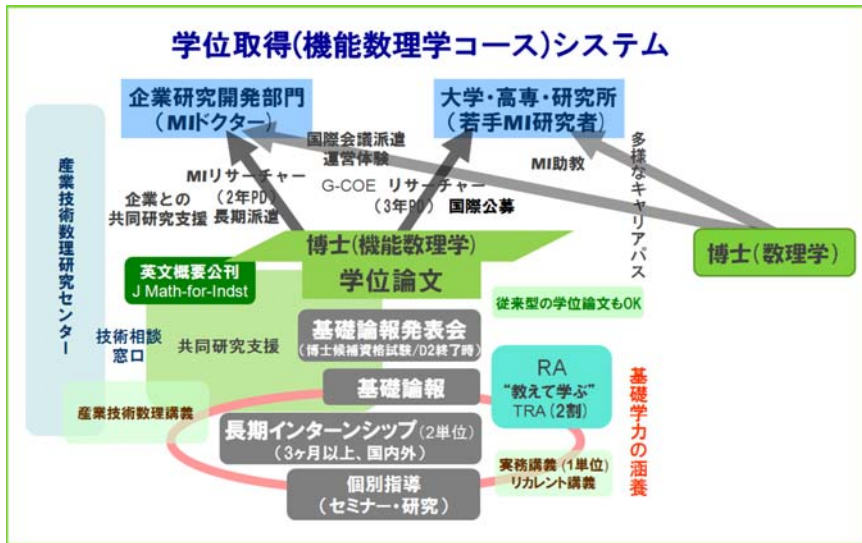 学位取得(機能数理学コース)システム
企業研究開発部門
(MIドクター)
大学・高専・研究所
(若手MI研究者)
産業技術数理研究センター
国際会議派遣
運営体験
MI助教
多様なキャリアパス
MIリサーチャー
(2年PD)
長期派遣
G-COE リサーチャー
(3年PD) 国際公募
企業との
共同研究支援
博士(機能数理学)
学位論文
博士(数理学)
英文概要公刊
J Math-for-Indst
従来型の学位論文もOK
技術相談
窓口
共同研究支援
基礎論報発表会
(博士候補資格試験/D2終了時)
基礎論報
RA
“教えて学ぶ”
TRA(2割)
基礎学力の涵養
産業技術数理講義
長期インターンシップ(2単位)
(3ヶ月以上、国内外)
実務講義(1単位)
リカレント講義
個別指導
(セミナー・研究)